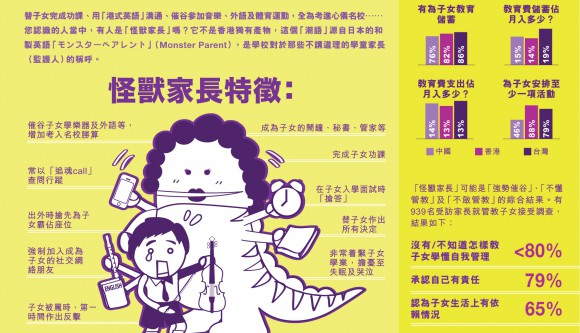 替子女完成功課、用「港式英語」溝通、催谷參加音樂、外語及體育運動，全為考進心儀名校……
您認識的人當中，有人是「怪獸家長」嗎？它不是香港獨有產物，這個「潮語」源自日本的和
製英語「モンスターペアレント」（Monster Parent），是學校對於那些不講道理的學童家長
（監護人）的稱呼。
怪獸家長特徵：
催谷子女學樂器及外語等，
增加考入名校勝算
常以「追魂call」
查問行蹤
出外時搶先為子
女霸佔座位
強制加入成為
子女的社交網
絡朋友
子女被罵時，第一
時間作出反擊
ENGLISH
成為子女的鬧鐘、秘書、管家等
完成子女功課
在子女入學面試時
「搶答」
替子女作出
所有決定
非常着緊子女
學業，擔憂至
失眠及哭泣
有為子女教育
儲蓄
76%
82%
86%
教育儲蓄佔
月入多少？
15%
14%
19%
教育費支出佔
月入多少？
14%
13%
13%
為子女安排至
少一項活動
46%
88%
79%
中國
香港
台灣
「怪獸家長」可能是「強勢催谷」、「不懂
管教」及「不敢管教」的綜合結果。有
939名受訪家長就管教子女接受調查，
結果如下：
沒有/不知道怎樣教
子女學懂自我管理
<80%
承認自己有責任
79%
認為子女生活上有依
賴情況
65%